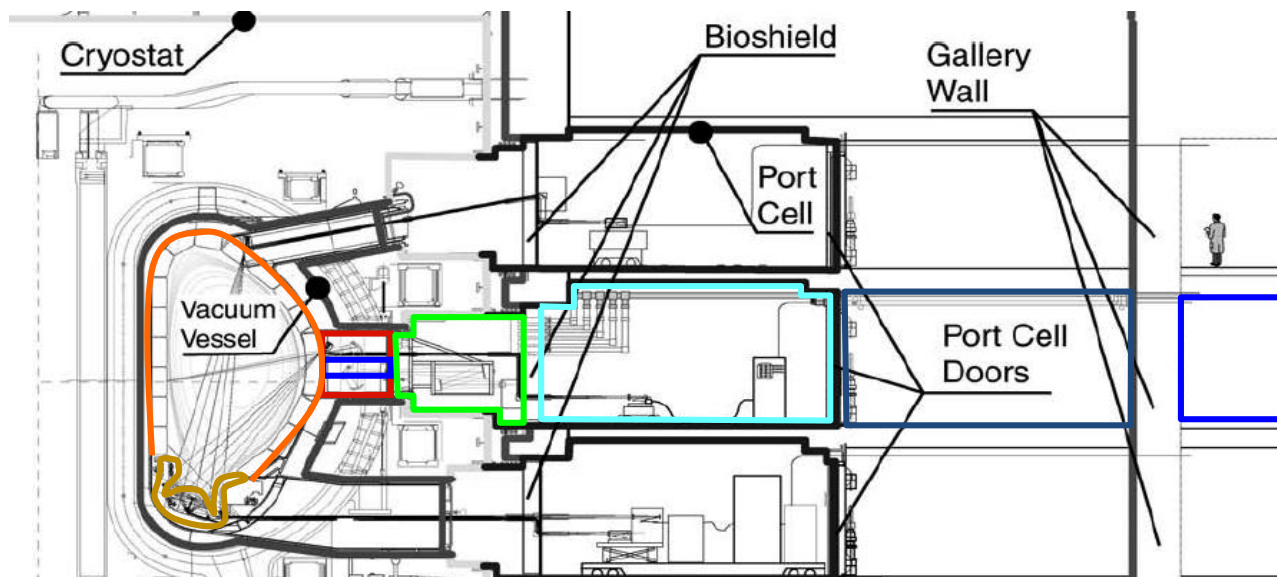 Cryostat
Bioshield
Gallery
Wall
Port
Cell
Vacuum
Vessel
Port Cell
Doors